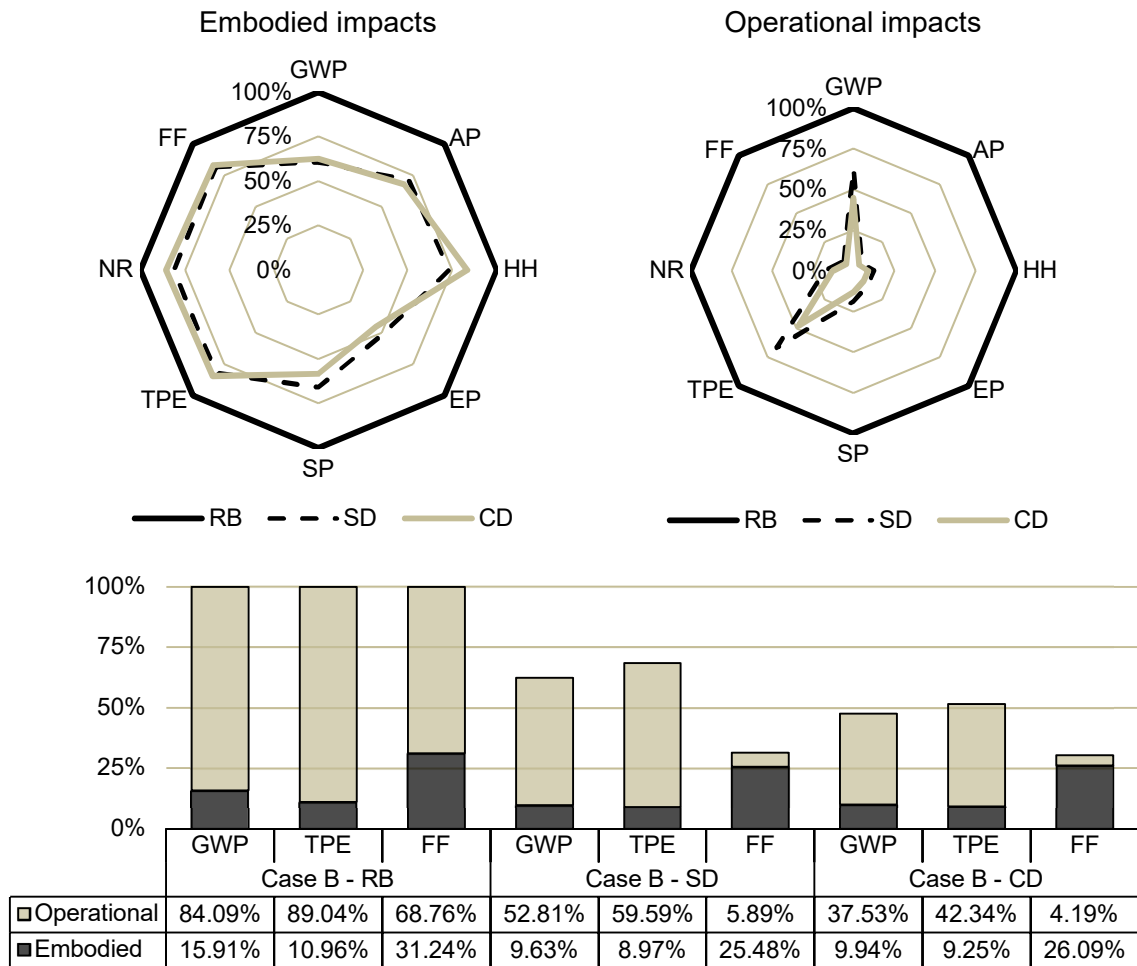 Embodied impacts
Operational impacts
GWP
100%
AP
75%
50%
25%
0%
HH
EP
SP
TPE
NR
FF
GWP
100%
AP
75%
50%
25%
0%
HH
EP
SP
TPE
NR
FF
RB SD CD
RB SD CD
100%
75%
50%
25%
0%
GWP TPE FF GWP TPE FF GWP TPE FF
Case B - RB Case B - SD Case B - CD
Operational 84.09% 89.04% 68.76% 52.81% 59.59% 5.89% 37.53% 42.34% 4.19%
Embodied 15.91% 10.96% 31.24% 9.63% 8.97% 25.48% 9.94% 9.25% 26.09%